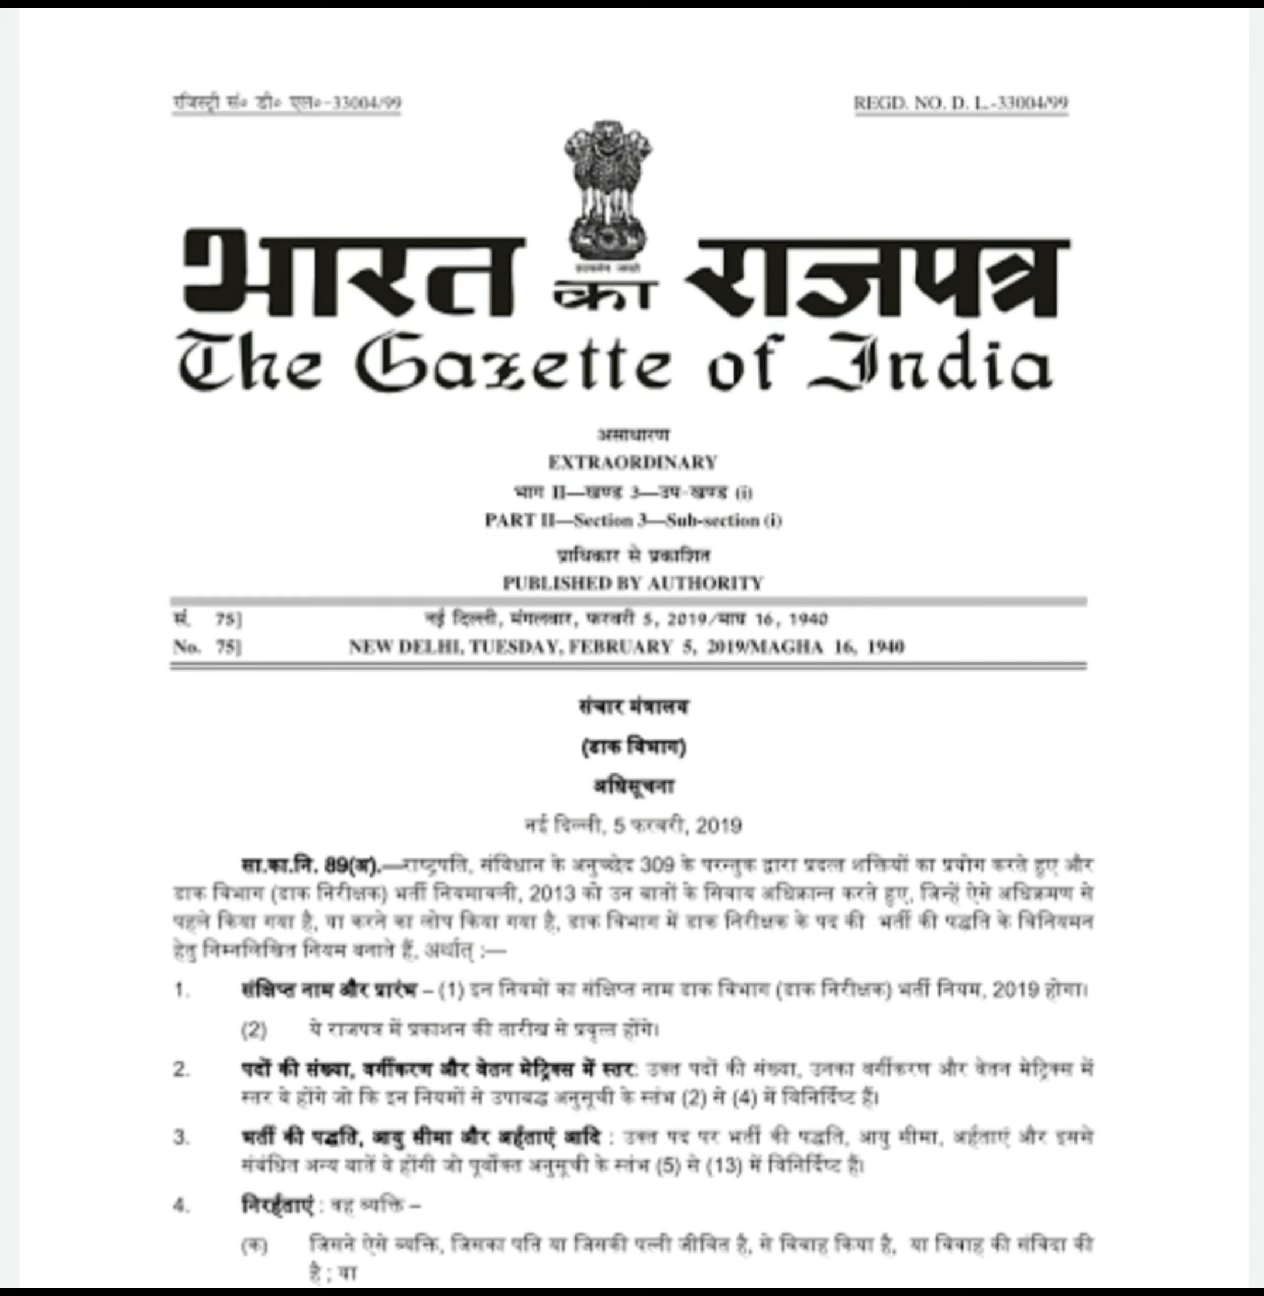 रजिस्ट्री सं० डी० एल०-33004/99
REGD. NO. D. L.-33004/99
सत्यमेव जयते
भारत का राजपत्र
The Gazette of India
असाधारण
EXTRAORDINARY
भाग II—खण्ड 3—उप-खण्ड (i)
PART II—Section 3—Sub-section (i)
प्राधिकार से प्रकाशित
PUBLISHED BY AUTHORITY
सं. 75] नई दिल्ली, मंगलवार, फरवरी 5, 2019/माघ 16, 1940
No. 75] NEW DELHI, TUESDAY, FEBRUARY 5, 2019/MAGHA 16, 1940
संचार मंत्रालय
(डाक विभाग)
अधिसूचना
नई दिल्ली, 5 फरवरी, 2019
सा.का.नि. 89(अ).—राष्ट्रपति, संविधान के अनुच्छेद 309 के परन्तुक द्वारा प्रदत्त शक्तियों का प्रयोग करते हुए और
डाक विभाग (डाक निरीक्षक) भर्ती नियमावली, 2013 को उन बातों के सिवाय अधिक्रान्त करते हुए, जिन्हें ऐसे अधिक्रमण से
पहले किया गया है, या करने का लोप किया गया है, डाक विभाग में डाक निरीक्षक के पद की भर्ती की पद्धति के विनियमन
हेतु निम्नलिखित नियम बनाते हैं, अर्थात् :—
1. संक्षिप्त नाम और प्रारंभ – (1) इन नियमों का संक्षिप्त नाम डाक विभाग (डाक निरीक्षक) भर्ती नियम, 2019 होगा।
(2) ये राजपत्र में प्रकाशन की तारीख से प्रवृत्त होंगे।
2. पदों की संख्या, वर्गीकरण और वेतन मेट्रिक्स में स्तर: उक्त पदों की संख्या, उनका वर्गीकरण और वेतन मेट्रिक्स में
स्तर वे होंगे जो कि इन नियमों से उपाबद्ध अनुसूची के स्तंभ (2) से (4) में विनिर्दिष्ट हैं।
3. भर्ती की पद्धति, आयु सीमा और अर्हताएं आदि : उक्त पद पर भर्ती की पद्धति, आयु सीमा, अर्हताएं और इससे
संबंधित अन्य बातें वे होंगी जो पूर्वोक्त अनुसूची के स्तंभ (5) से (13) में विनिर्दिष्ट हैं।
4. निरर्हताएं : वह व्यक्ति –
(क) जिसने ऐसे व्यक्ति, जिसका पति या जिसकी पत्नी जीवित है, से विवाह किया है, या विवाह की संविदा की
है ; या